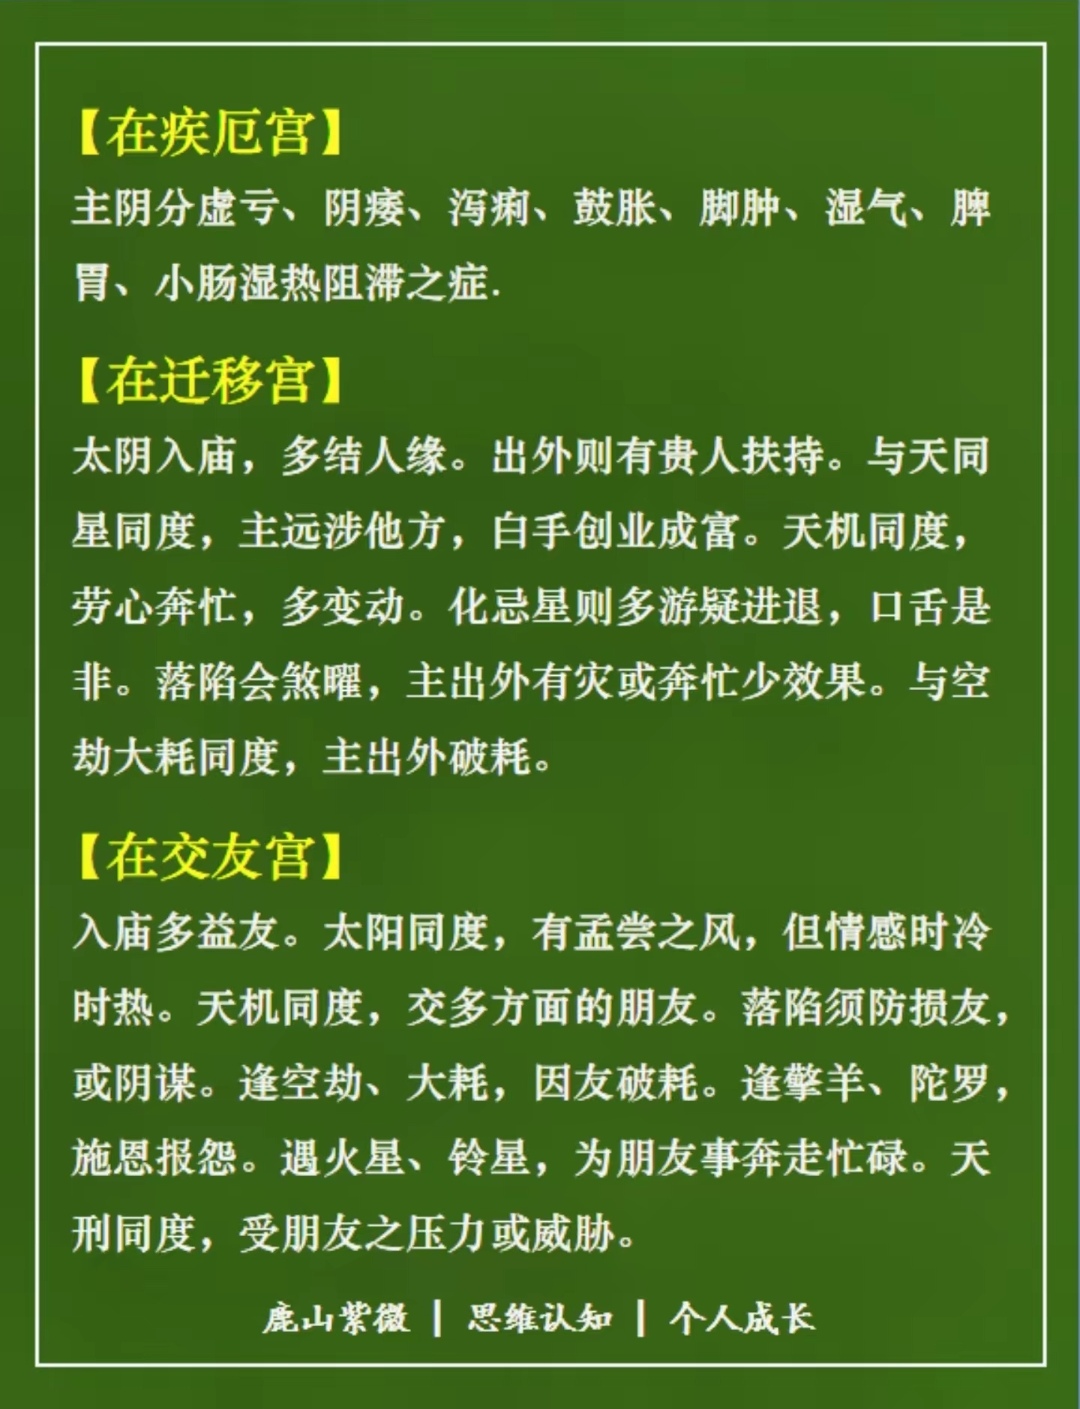 【在疾厄宫】
主阴分虚亏、阴痿、泻痢、鼓胀、脚肿、湿气、脾
胃、小肠湿热阻滞之症.
【在迁移宫】
太阴入庙，多结人缘。出外则有贵人扶持。与天同
星同度，主远涉他方，白手创业成富。天机同度，
劳心奔忙，多变动。化忌星则多游疑进退，口舌是
非。落陷会煞曜，主出外有灾或奔忙少效果。与空
劫大耗同度，主出外破耗。
【在交友宫】
入庙多益友。太阳同度，有孟尝之风，但情感时冷
时热。天机同度，交多方面的朋友。落陷须防损友，
或阴谋。逢空劫、大耗，因友破耗。逢擎羊、陀罗，
施恩报怨。遇火星、铃星，为朋友事奔走忙碌。天
刑同度，受朋友之压力或威胁。
鹿山紫微 | 思维认知 | 个人成长